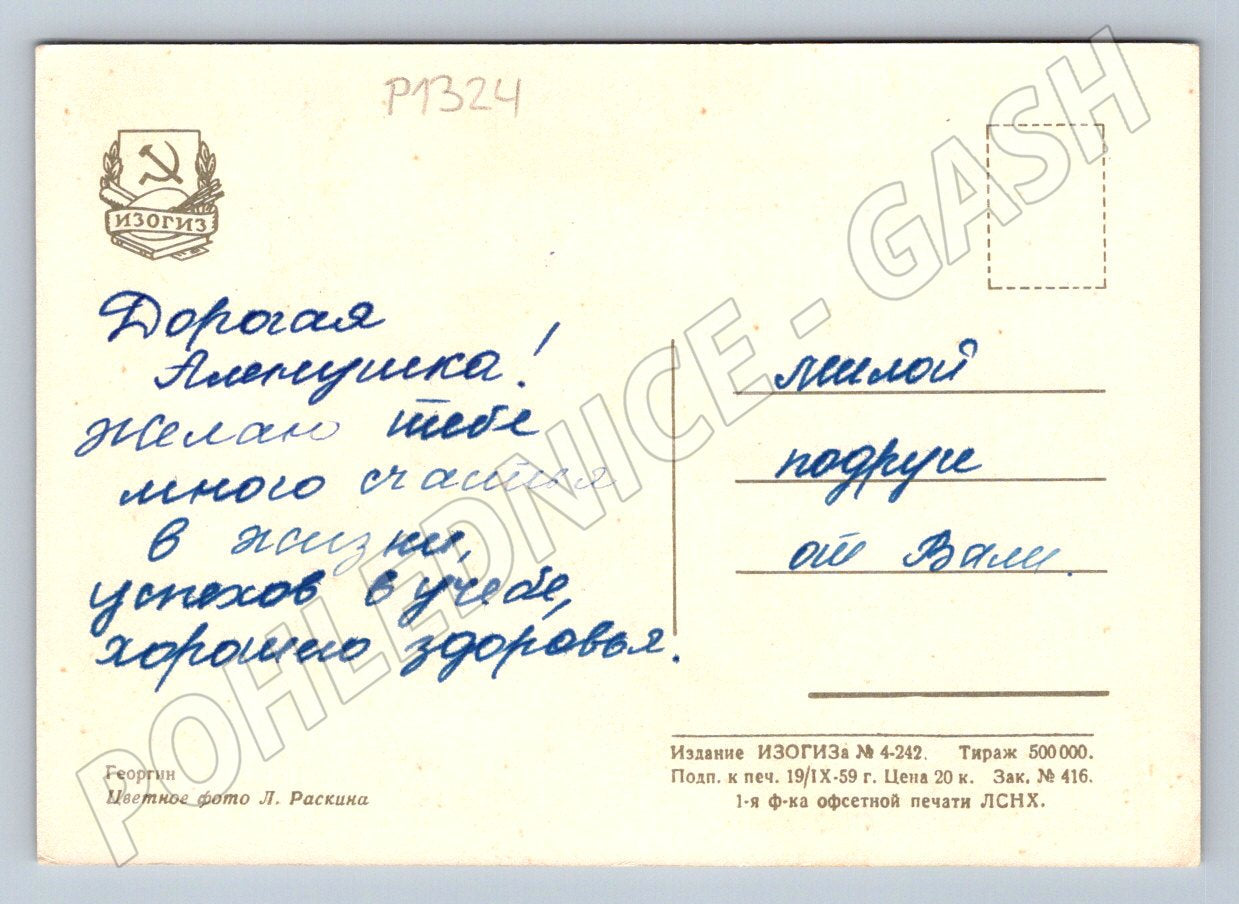 P1324
ИЗОГИЗ
Дорогая
Аленушка!
Желаю тебе
много счастья
в жизни,
успехов в учебе,
хорошего здоровья.
милой
подруге
от Вали.
Георгин
Цветное фото Л. Раскина
Издание ИЗОГИЗа № 4-242. Тираж 500 000.
Подп. к печ. 19/IX-59 г. Цена 20 к. Зак. № 416.
1-я ф-ка офсетной печати ЛСНХ.
POHLEDNICE - GASH